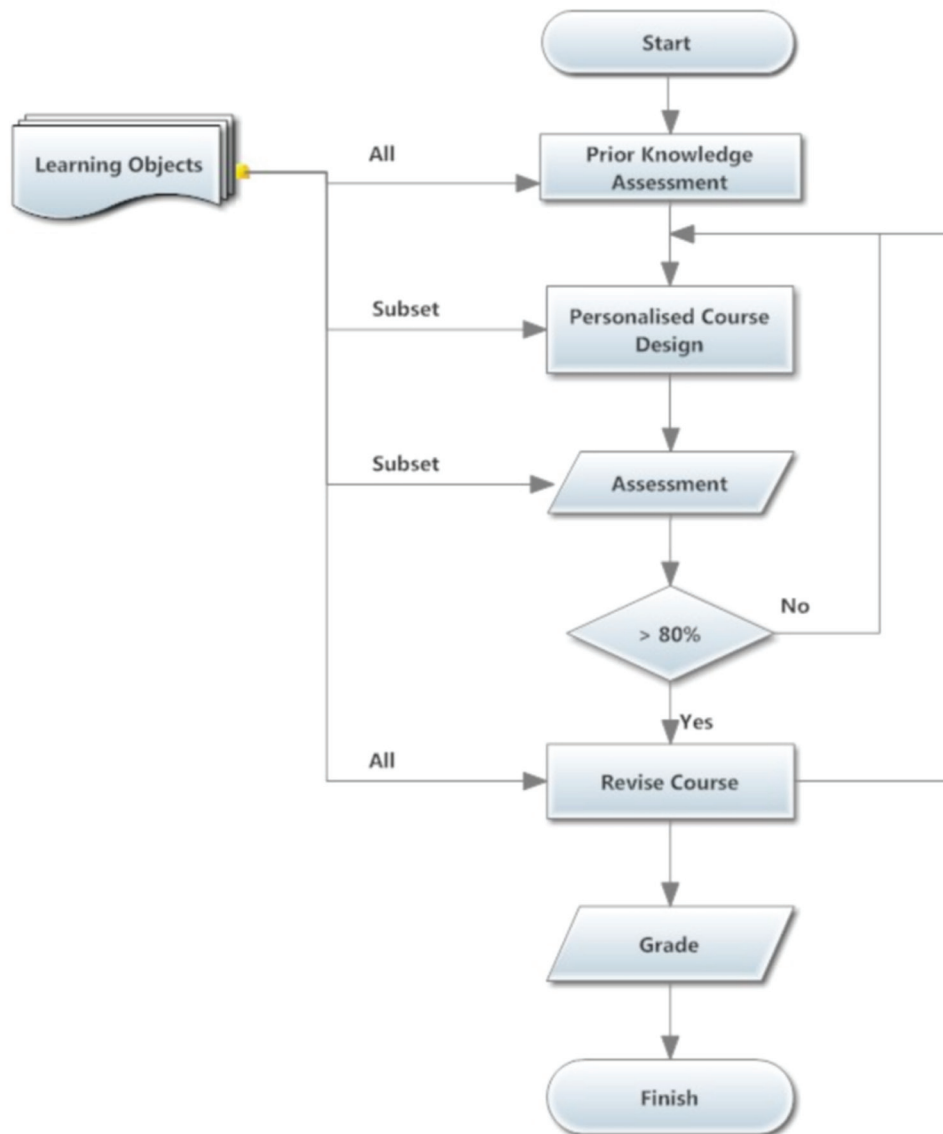 Start
Learning Objects
All
Prior Knowledge
Assessment
Subset
Personalised Course
Design
Subset
Assessment
> 80%
No
Yes
All
Revise Course
Grade
Finish